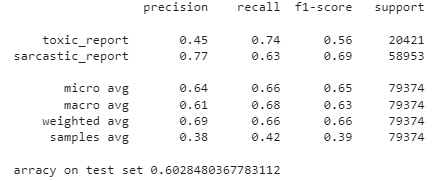 precision recall f1-score support
toxic_report 0.45 0.74 0.56 20421
sarcastic_report 0.77 0.63 0.69 58953
micro avg 0.64 0.66 0.65 79374
macro avg 0.61 0.68 0.63 79374
weighted avg 0.69 0.66 0.66 79374
samples avg 0.38 0.42 0.39 79374
arracy on test set 0.6028480367783112